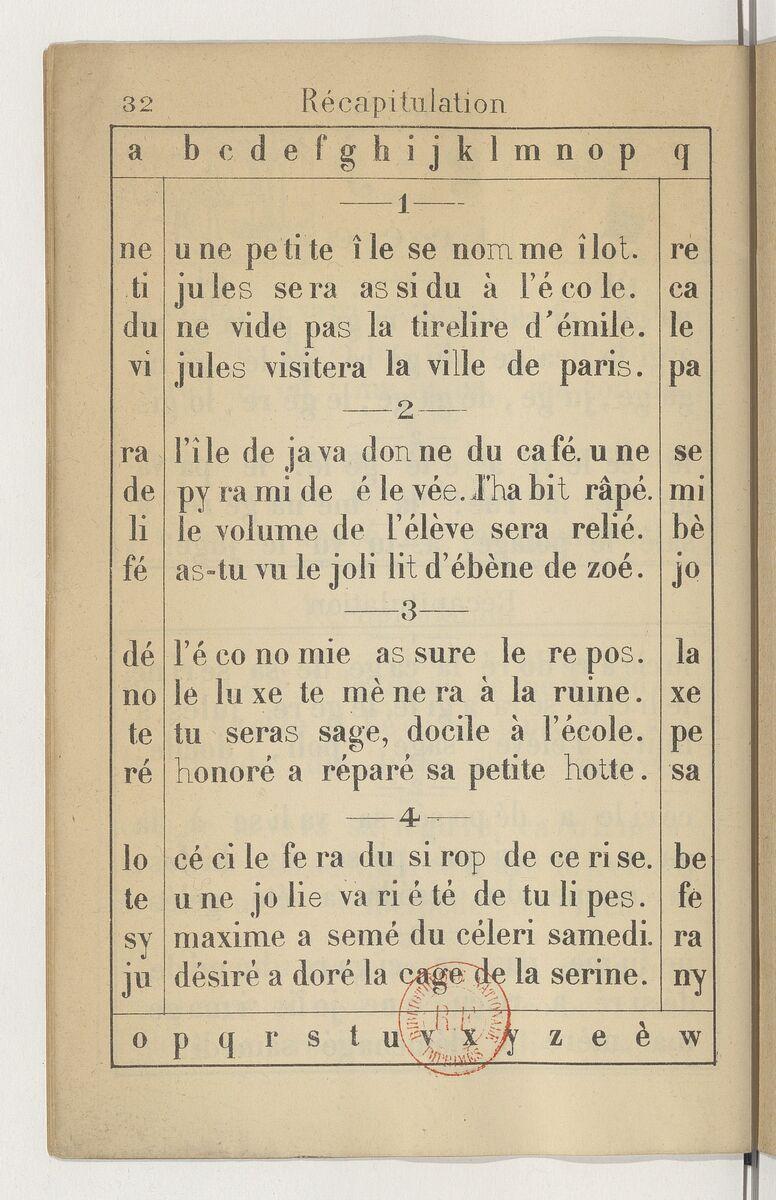 32 Récapitulation
a b c d e f g h i j k l m n o p q
1
ne u ne pe ti te î le se nom me î lot. re
ti ju les se ra as si du à l'é co le. ca
du ne vide pas la tirelire d'émile. le
vi jules visitera la ville de paris. pa
2
ra l'île de ja va don ne du ca fé. u ne se
de py ra mi de é le vée. l'ha bit râpé. mi
li le volume de l'élève sera relié. bè
fé as-tu vu le joli lit d'ébène de zoé. jo
3
dé l'é co no mie as sure le re pos. la
no le lu xe te mè ne ra à la ruine. xe
te tu seras sage, docile à l'école. pe
ré honoré a réparé sa petite hotte. sa
4
lo cé ci le fe ra du si rop de ce ri se. be
te u ne jo lie va ri é té de tu li pes. fe
sy maxime a semé du céleri samedi. ra
ju désiré a doré la cage de la serine. ny
o p q r s t u v x y z e è w
BIBLIOTHÈQUE NATIONALE
R.F
IMPRIMÉS